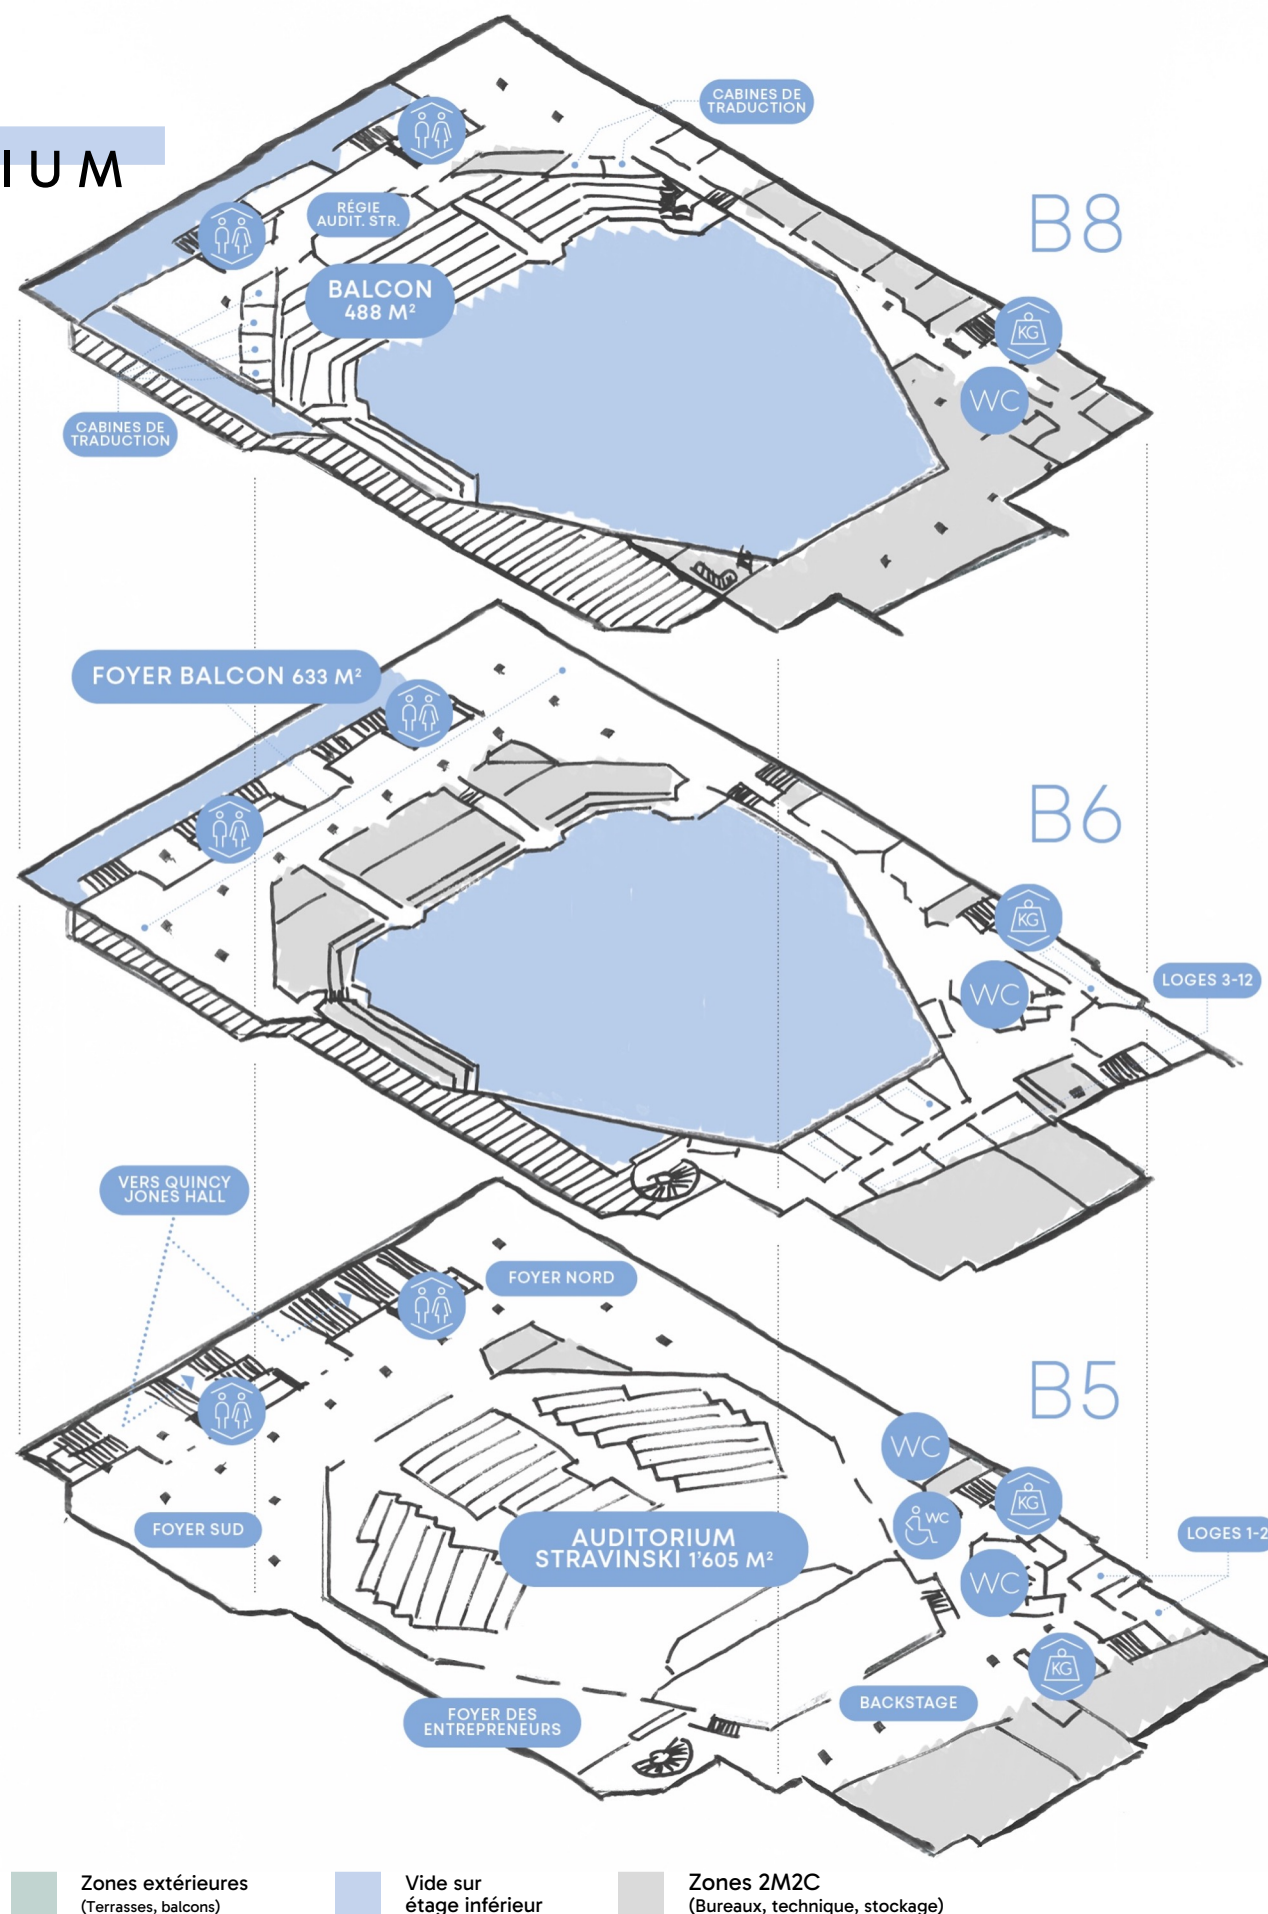 IUM
CABINES DE
TRADUCTION
B8
RÉGIE
AUDIT. STR.
BALCON
488 M²
KG
WC
CABINES DE
TRADUCTION
FOYER BALCON 633 M²
B6
KG
WC
LOGES 3-12
VERS QUINCY
JONES HALL
FOYER NORD
B5
WC
KG
WC
FOYER SUD
AUDITORIUM
STRAVINSKI 1'605 M²
LOGES 1-2
WC
KG
BACKSTAGE
FOYER DES
ENTREPRENEURS
Zones extérieures
(Terrasses, balcons)
Vide sur
étage inférieur
Zones 2M2C
(Bureaux, technique, stockage)